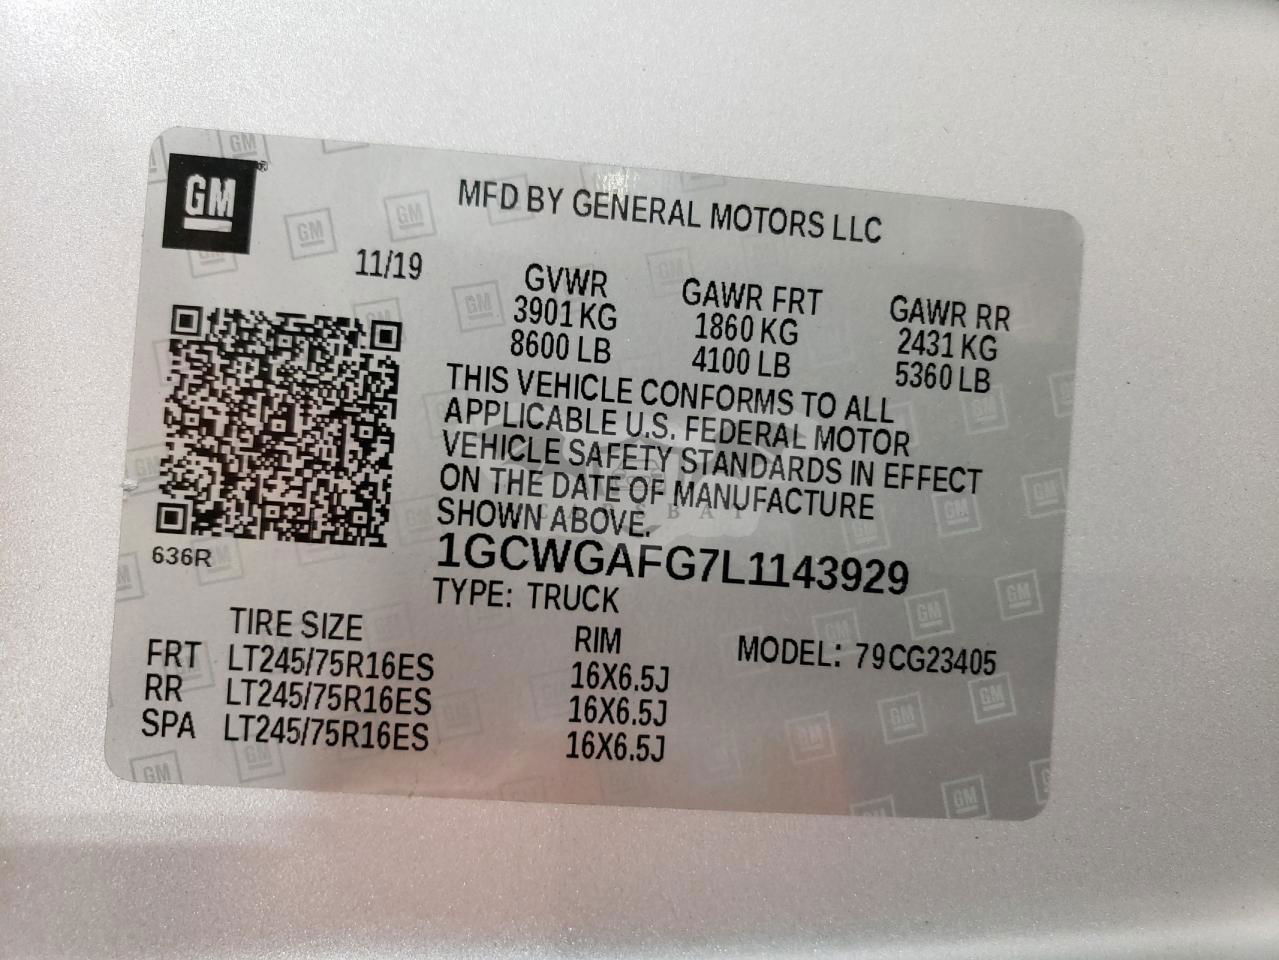 GM
MFD BY GENERAL MOTORS LLC
11/19
GVWR GAWR FRT GAWR RR
3901 KG 1860 KG 2431 KG
8600 LB 4100 LB 5360 LB
THIS VEHICLE CONFORMS TO ALL
APPLICABLE U.S. FEDERAL MOTOR
VEHICLE SAFETY STANDARDS IN EFFECT
ON THE DATE OF MANUFACTURE
SHOWN ABOVE.
636R
1GCWGAFG7L1143929
TYPE: TRUCK
TIRE SIZE RIM MODEL: 79CG23405
FRT LT245/75R16ES 16X6.5J
RR LT245/75R16ES 16X6.5J
SPA LT245/75R16ES 16X6.5J